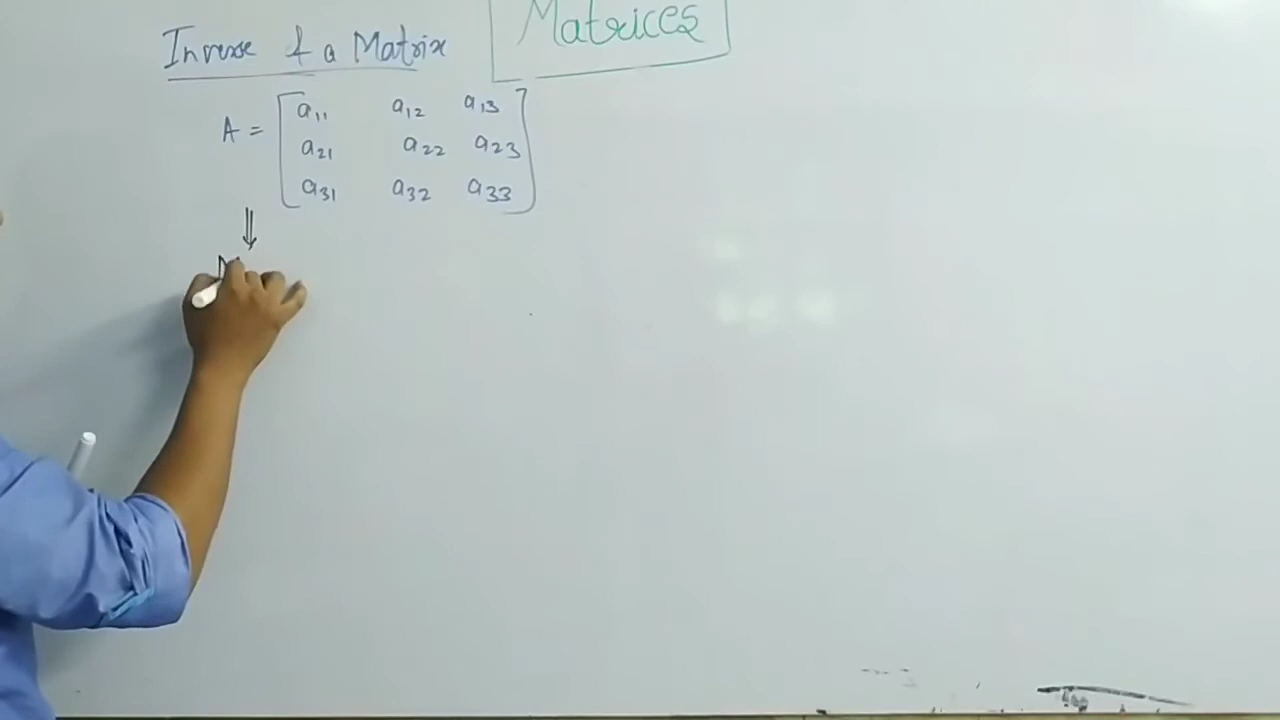 Matrices
Inverse of a Matrix
A = [ a11 a12 a13
a21 a22 a23
a31 a32 a33 ]
⇓